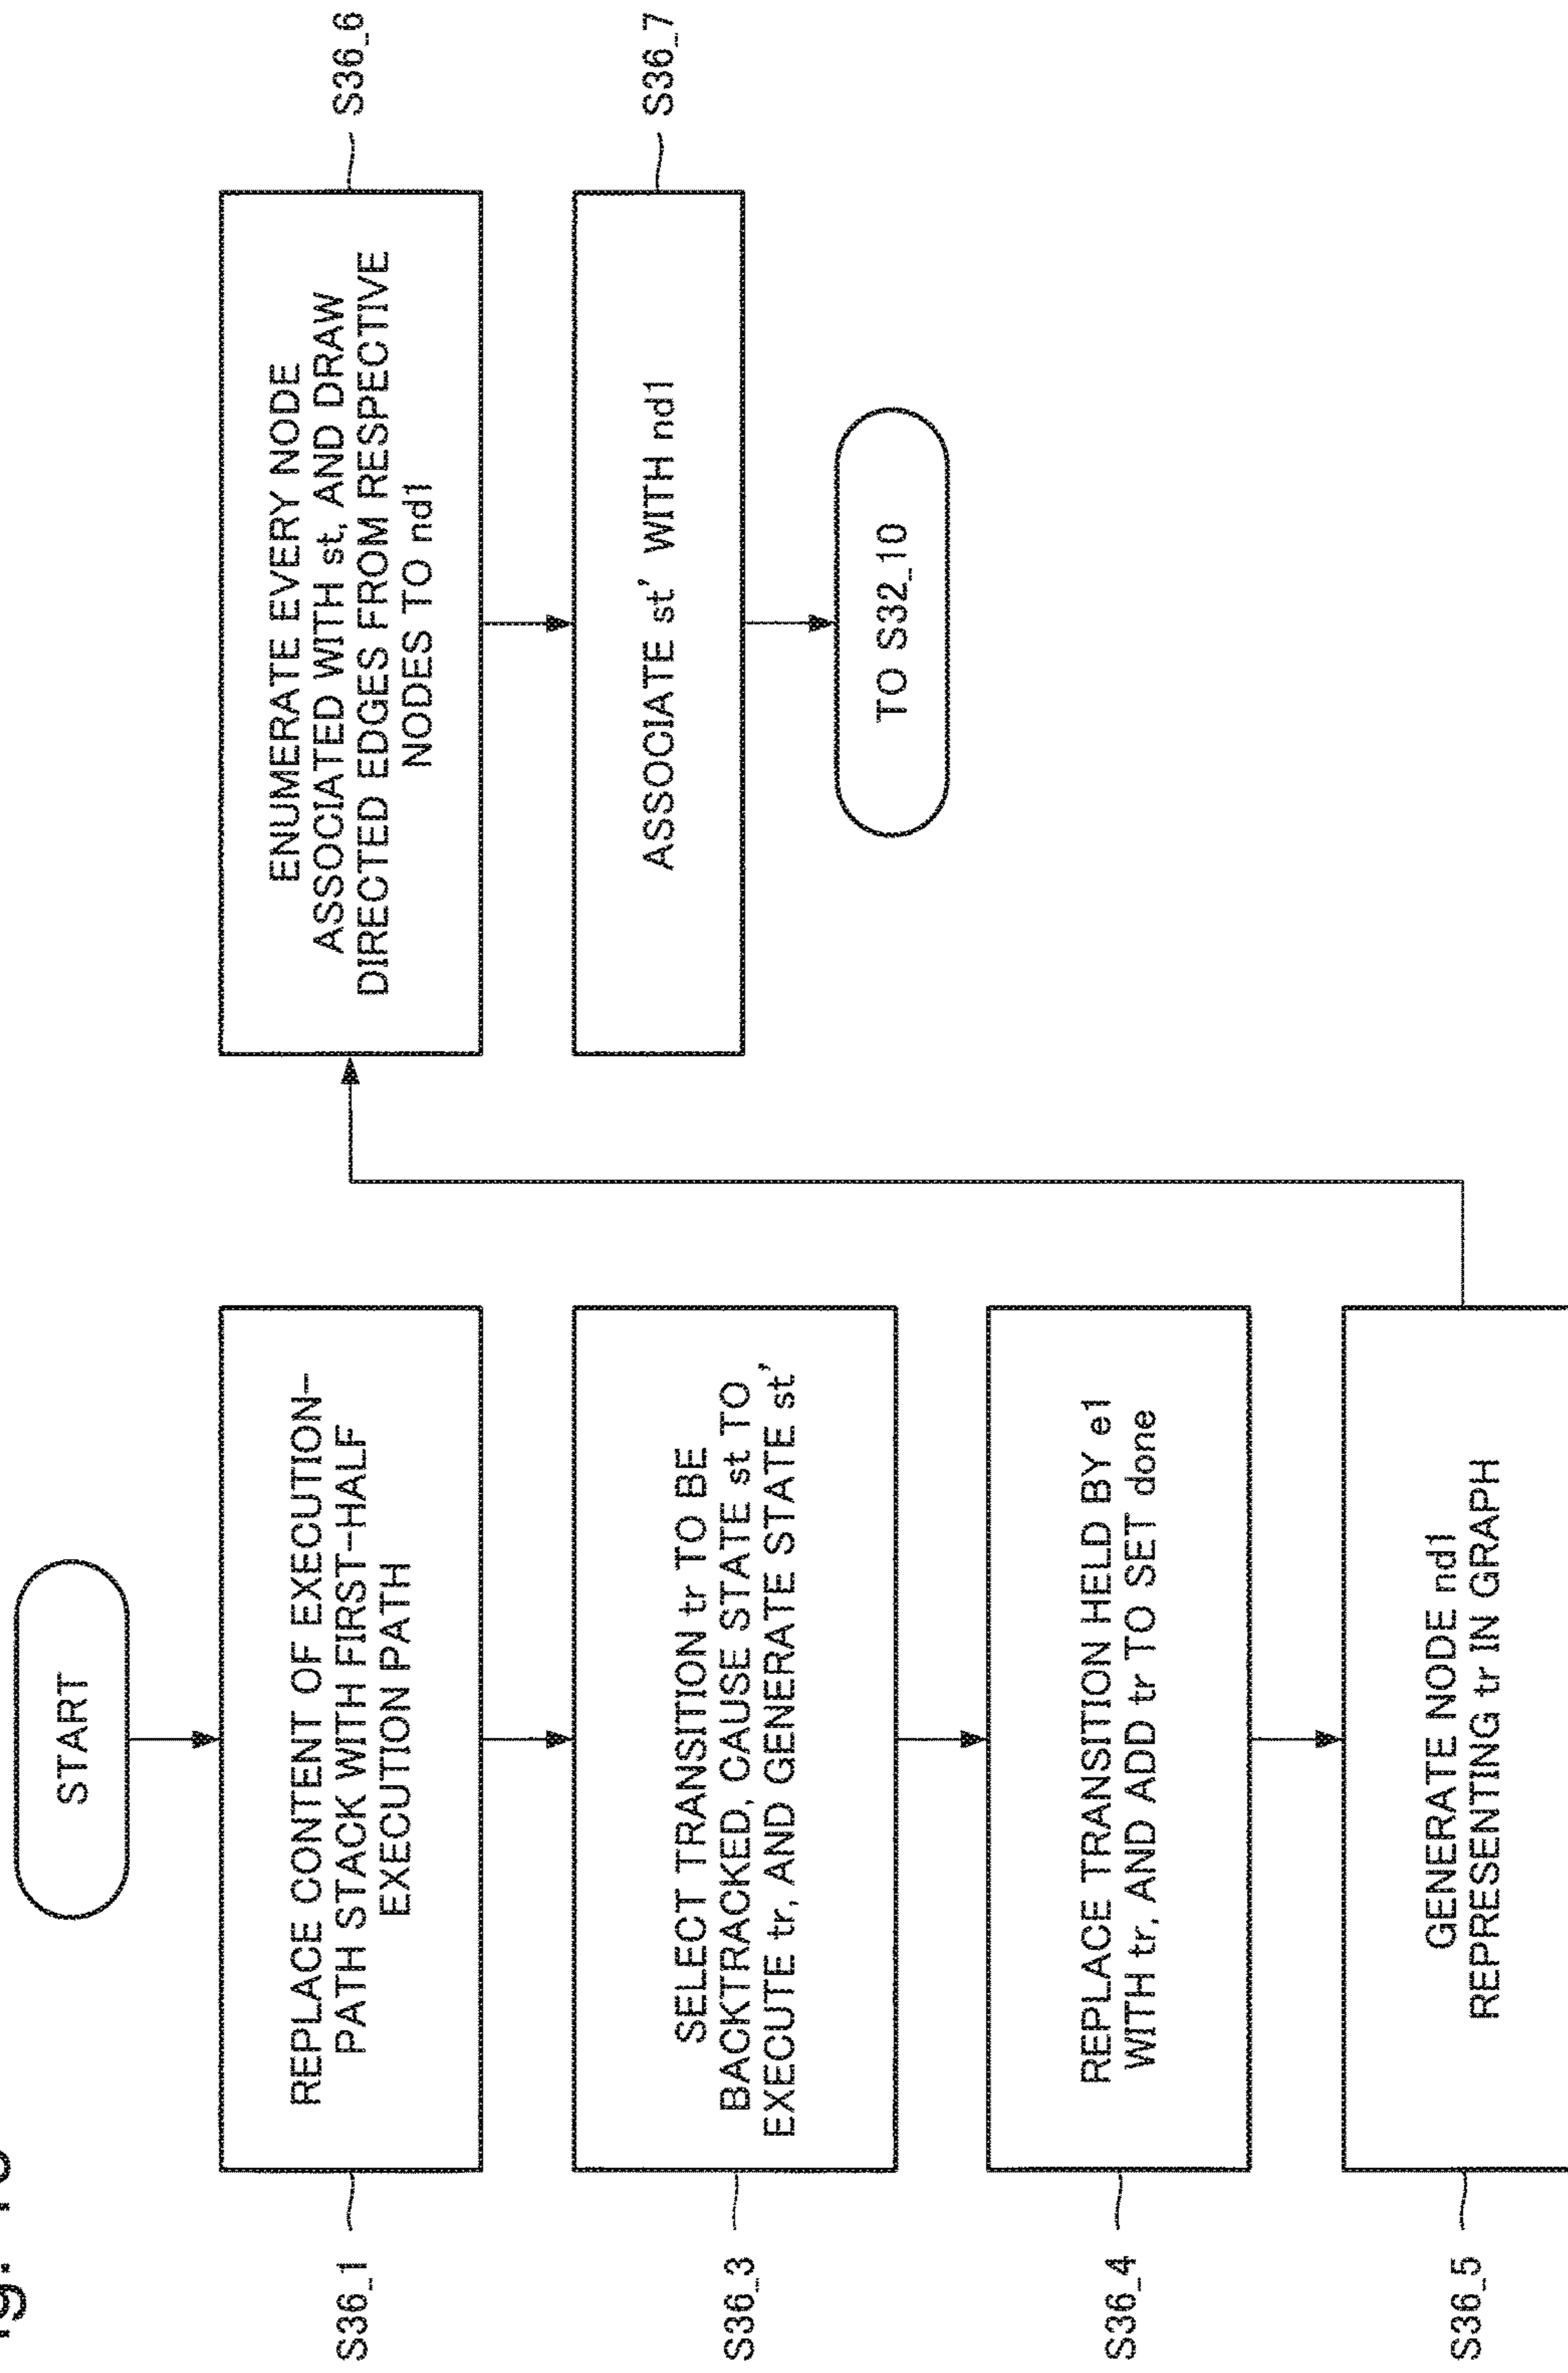 START
S36_1
REPLACE CONTENT OF EXECUTION-
PATH STACK WITH FIRST-HALF
EXECUTION PATH
S36_3
SELECT TRANSITION tr TO BE
BACKTRACKED, CAUSE STATE st TO
EXECUTE tr, AND GENERATE STATE st'
S36_4
REPLACE TRANSITION HELD BY e1
WITH tr, AND ADD tr TO SET done
S36_5
GENERATE NODE nd1
REPRESENTING tr IN GRAPH
S36_6
ENUMERATE EVERY NODE
ASSOCIATED WITH st, AND DRAW
DIRECTED EDGES FROM RESPECTIVE
NODES TO nd1
S36_7
ASSOCIATE st' WITH nd1
TO S32_10